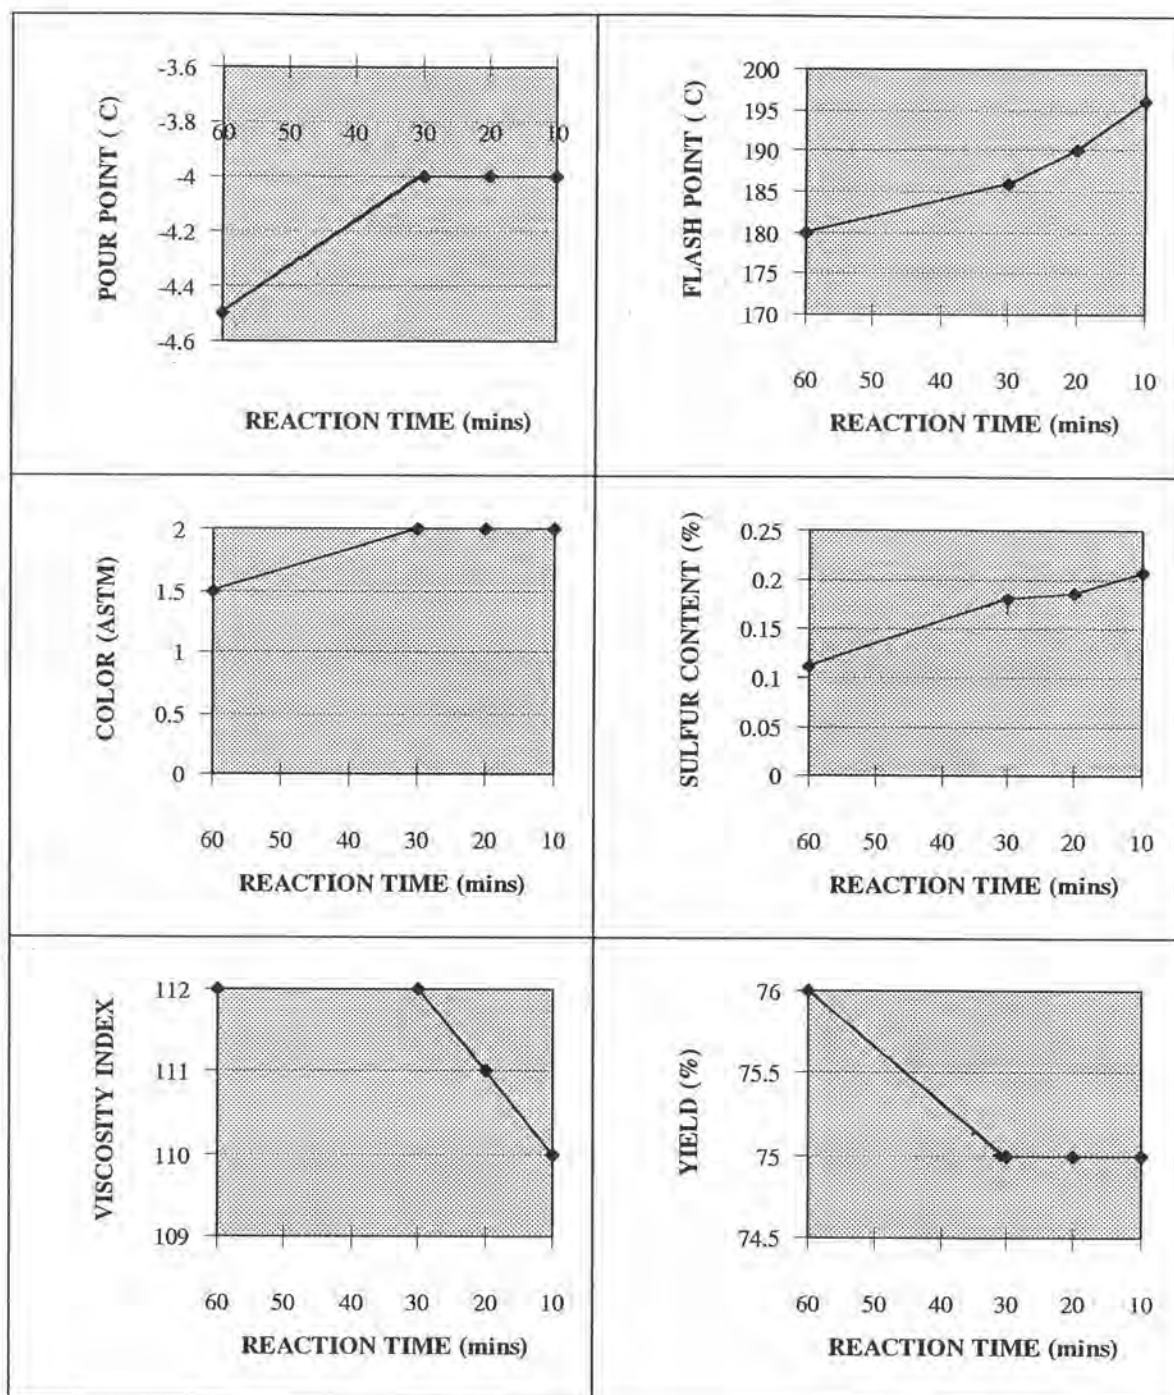 POUR POINT ( C)
-3.6
-3.8
-4
-4.2
-4.4
-4.6
60 50 40 30 20 10
REACTION TIME (mins)
FLASH POINT ( C)
200
195
190
185
180
175
170
60 50 40 30 20 10
REACTION TIME (mins)
COLOR (ASTM)
2
1.5
1
0.5
0
60 50 40 30 20 10
REACTION TIME (mins)
SULFUR CONTENT (%)
0.25
0.2
0.15
0.1
0.05
0
60 50 40 30 20 10
REACTION TIME (mins)
VISCOSITY INDEX
112
111
110
109
60 50 40 30 20 10
REACTION TIME (mins)
YIELD (%)
76
75.5
75
74.5
60 50 40 30 20 10
REACTION TIME (mins)